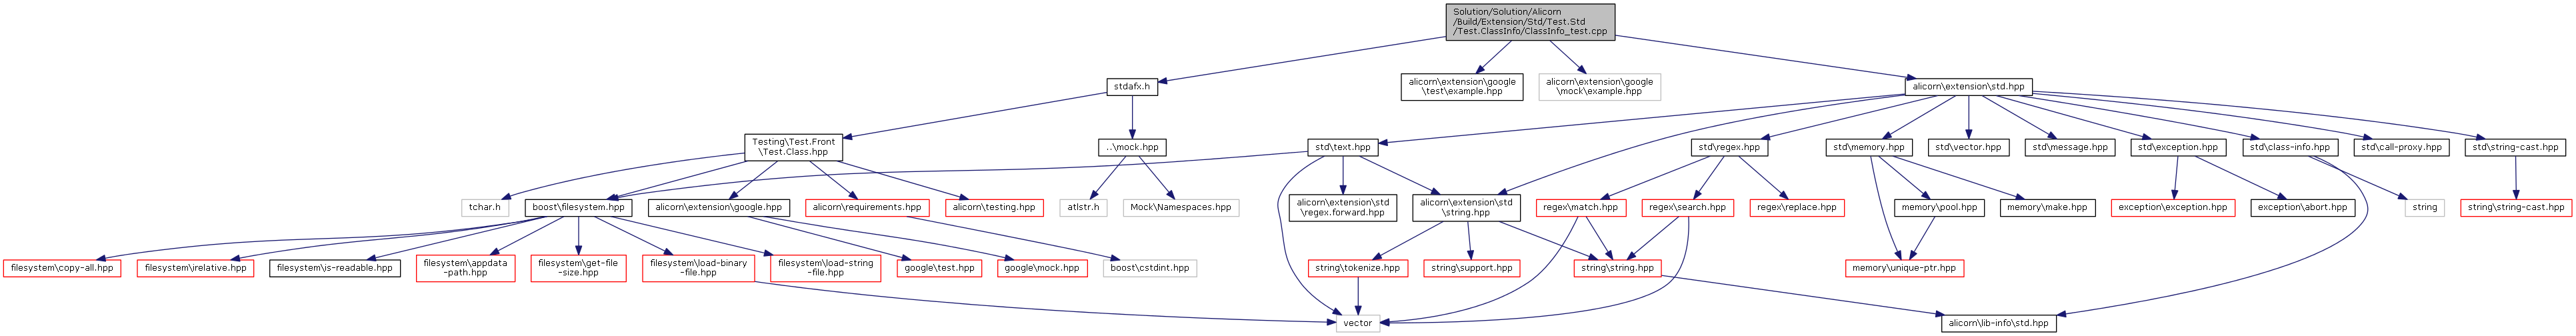 Solution/Solution/Alicorn
/Build/Extension/Std/Test.Std
/Test.ClassInfo/ClassInfo_test.cpp
stdafx.h
alicorn\extension\google
\test\example.hpp
alicorn\extension\google
\mock\example.hpp
alicorn\extension\std.hpp
Testing\Test.Front
\Test.Class.hpp
..\mock.hpp
std\text.hpp
std\regex.hpp
std\memory.hpp
std\vector.hpp
std\message.hpp
std\exception.hpp
std\class-info.hpp
std\call-proxy.hpp
std\string-cast.hpp
tchar.h
boost\filesystem.hpp
alicorn\extension\google.hpp
alicorn\requirements.hpp
alicorn\testing.hpp
atlstr.h
Mock\Namespaces.hpp
alicorn\extension\std
\regex.forward.hpp
alicorn\extension\std
\string.hpp
regex\match.hpp
regex\search.hpp
regex\replace.hpp
memory\pool.hpp
memory\make.hpp
exception\exception.hpp
exception\abort.hpp
string
string\string-cast.hpp
filesystem\copy-all.hpp
filesystem\irelative.hpp
filesystem\is-readable.hpp
filesystem\appdata
-path.hpp
filesystem\get-file
-size.hpp
filesystem\load-binary
-file.hpp
filesystem\load-string
-file.hpp
google\test.hpp
google\mock.hpp
boost\cstdint.hpp
string\tokenize.hpp
string\support.hpp
string\string.hpp
memory\unique-ptr.hpp
vector
alicorn\lib-info\std.hpp